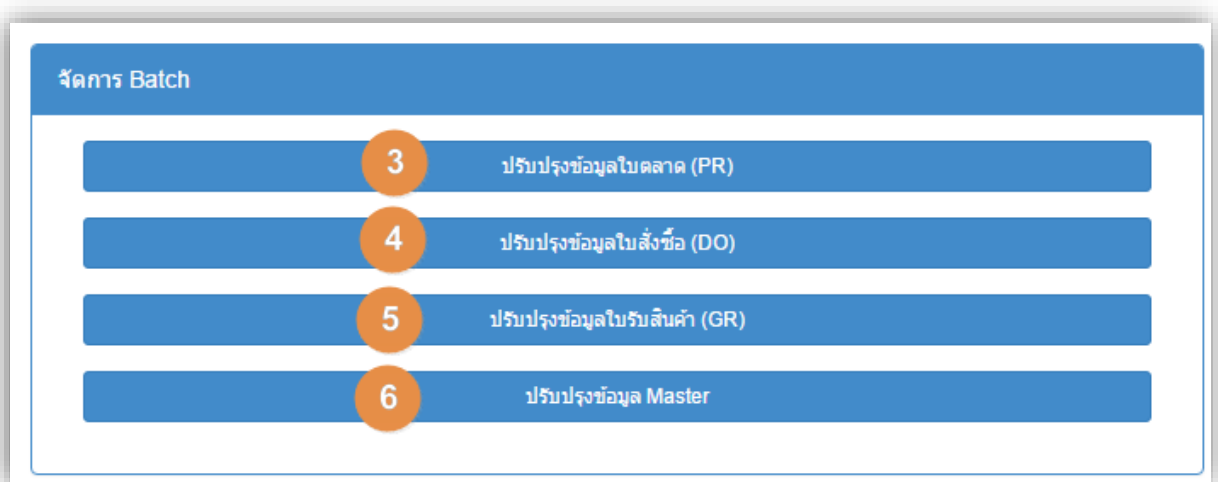 จัดการ Batch
3 ปรับปรุงข้อมูลใบตลาด (PR)
4 ปรับปรุงข้อมูลใบสั่งซื้อ (DO)
5 ปรับปรุงข้อมูลใบรับสินค้า (GR)
6 ปรับปรุงข้อมูล Master